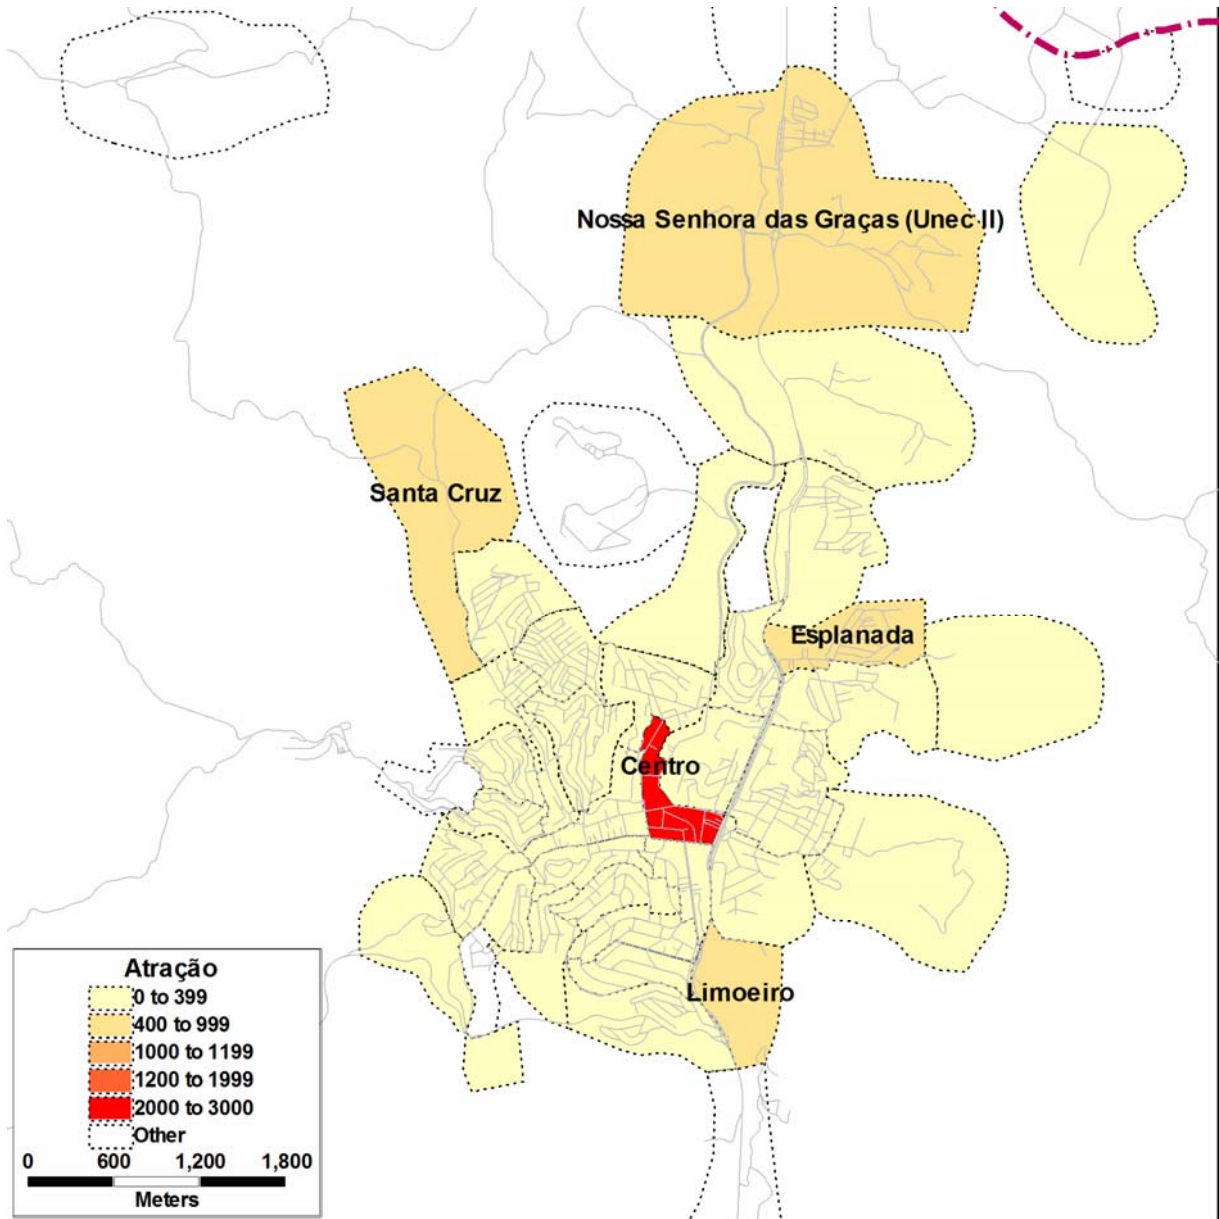 Nossa Senhora das Graças (Unec II)
Santa Cruz
Esplanada
Centro
Limoeiro
Atração
0 to 399
400 to 999
1000 to 1199
1200 to 1999
2000 to 3000
Other
0 600 1,200 1,800
Meters